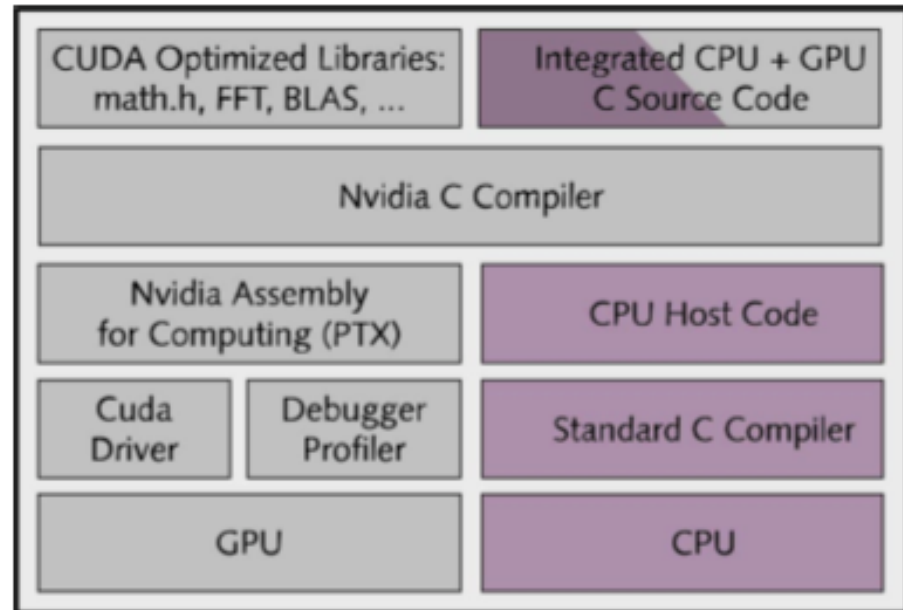 CUDA Optimized Libraries:
math.h, FFT, BLAS, ...
Integrated CPU + GPU
C Source Code
Nvidia C Compiler
Nvidia Assembly
for Computing (PTX)
CPU Host Code
Cuda
Driver
Debugger
Profiler
Standard C Compiler
GPU
CPU